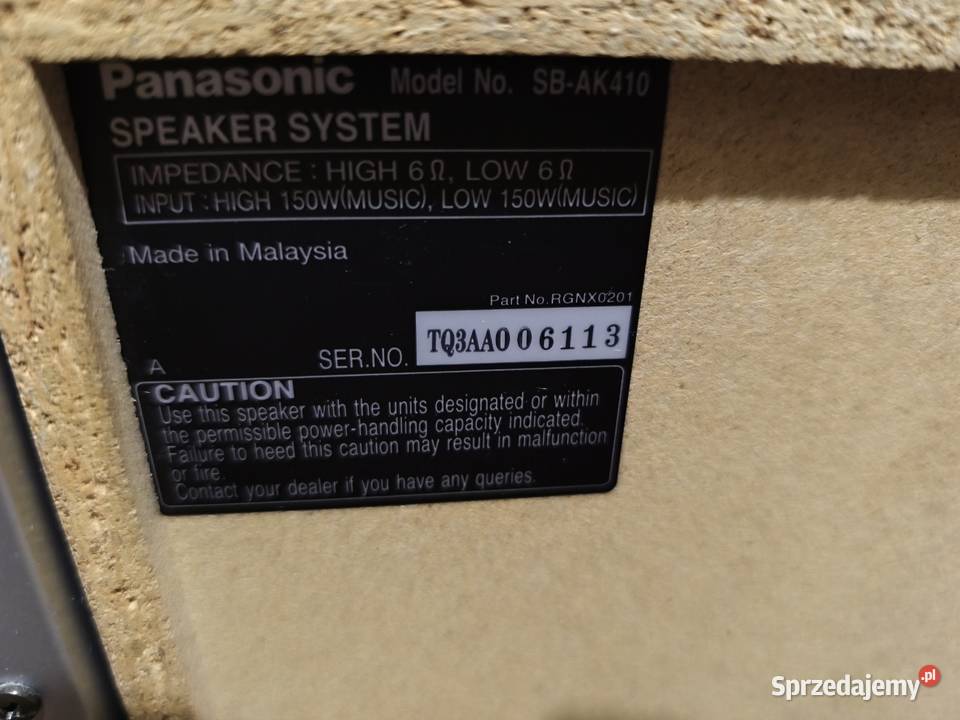 Panasonic Model No. SB-AK410
SPEAKER SYSTEM
IMPEDANCE : HIGH 6Ω, LOW 6Ω
INPUT : HIGH 150W(MUSIC), LOW 150W(MUSIC)
Made in Malaysia
Part No.RGNX0201
A SER.NO. TQ3AA006113
CAUTION
Use this speaker with the units designated or within
the permissible power-handling capacity indicated.
Failure to heed this caution may result in malfunction
or fire.
Contact your dealer if you have any queries.
Sprzedajemy.pl